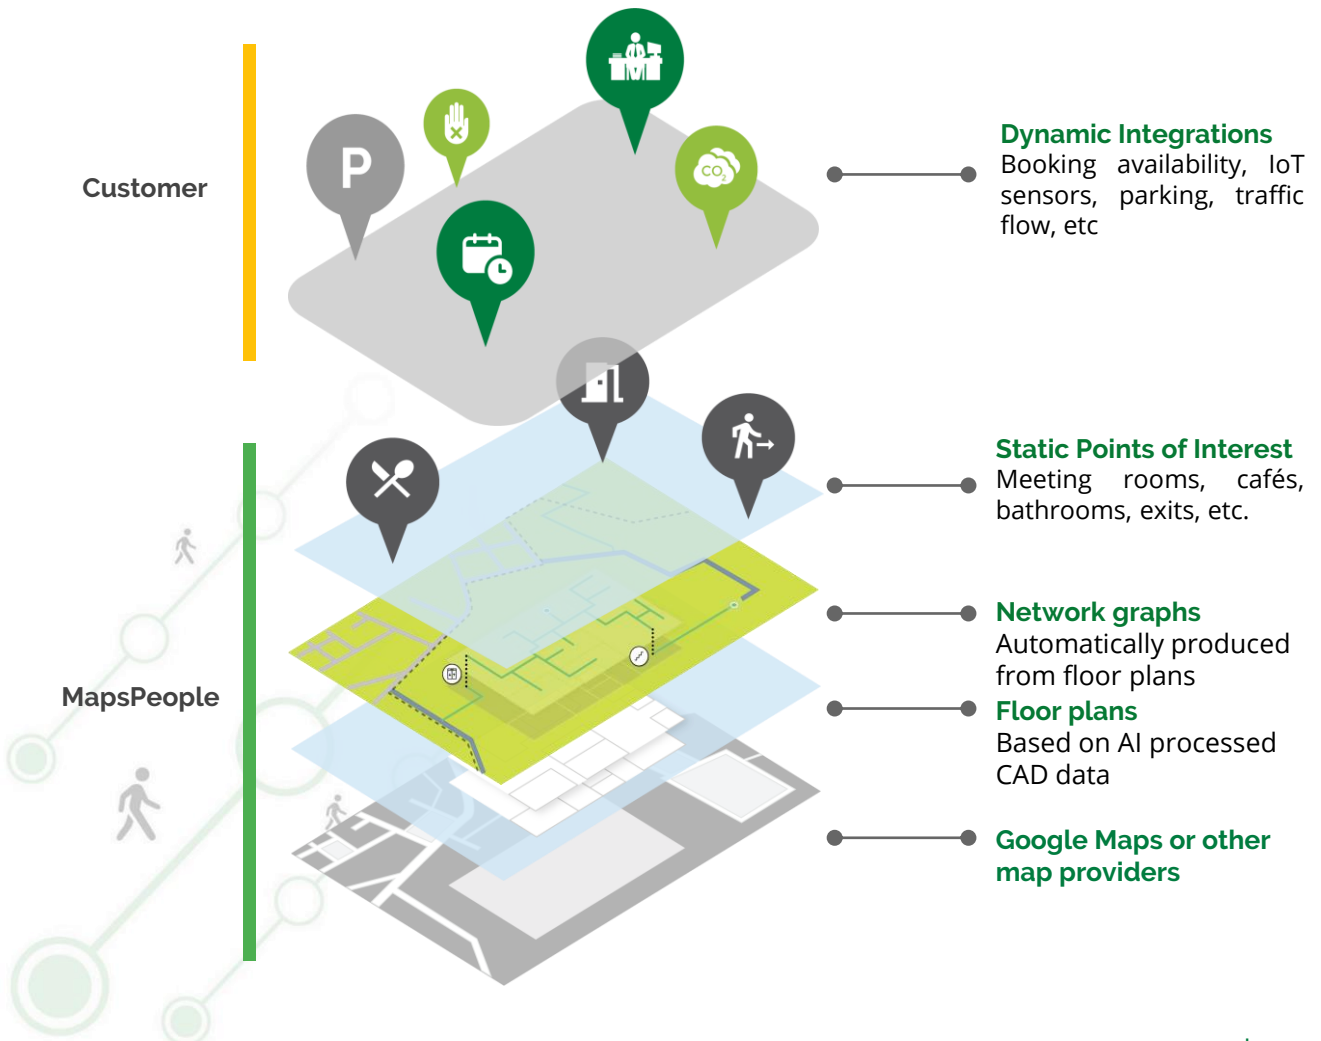 Customer
P
CO2
Dynamic Integrations
Booking availability, IoT
sensors, parking, traffic
flow, etc
MapsPeople
Static Points of Interest
Meeting rooms, cafés,
bathrooms, exits, etc.
Network graphs
Automatically produced
from floor plans
Floor plans
Based on AI processed
CAD data
Google Maps or other
map providers